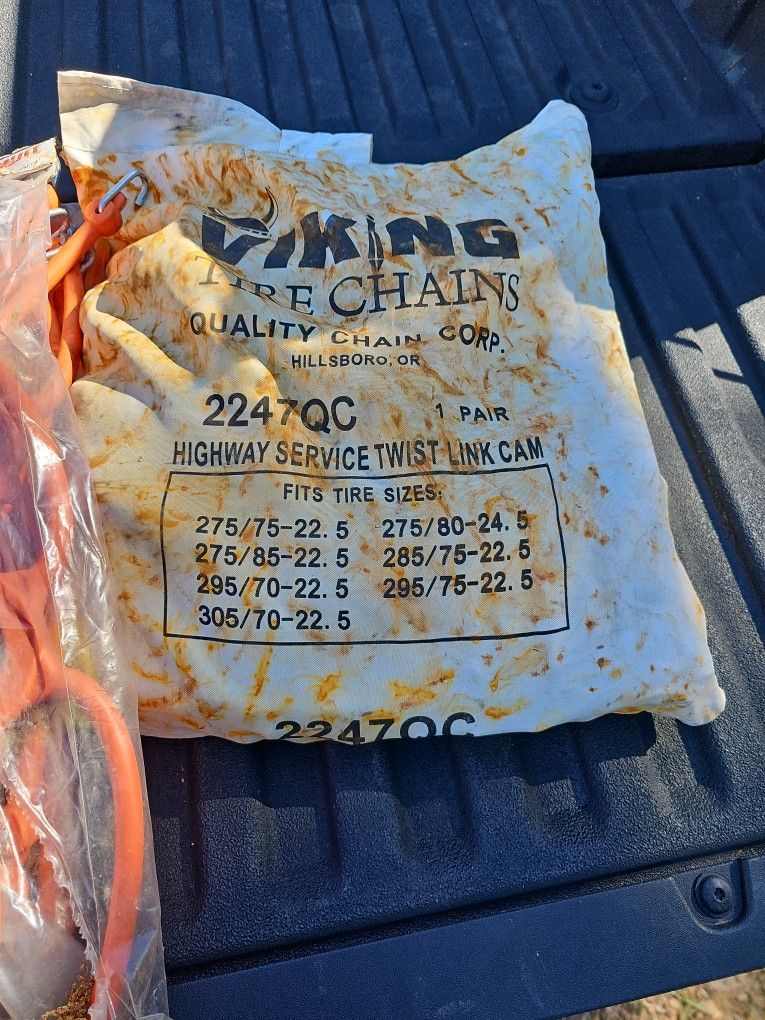 VIKING
TIRE CHAINS
QUALITY CHAIN CORP.
HILLSBORO, OR
2247QC 1 PAIR
HIGHWAY SERVICE TWIST LINK CAM
FITS TIRE SIZES:
275/75-22.5 275/80-24.5
275/85-22.5 285/75-22.5
295/70-22.5 295/75-22.5
305/70-22.5
2247QC